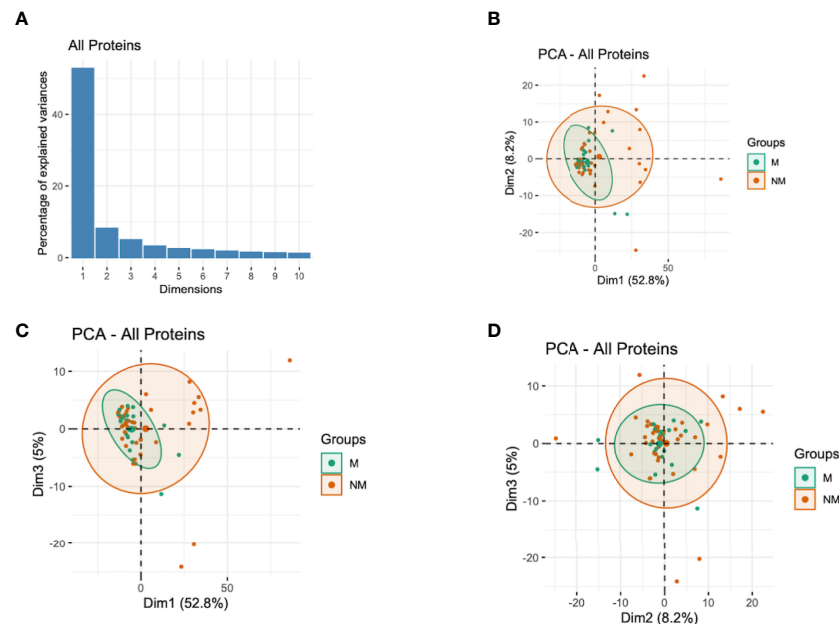 A
All Proteins
Percentage of explained variances
40
20
0
1 2 3 4 5 6 7 8 9 10
Dimensions
B
PCA - All Proteins
Dim2 (8.2%)
20
10
0
-10
-20
0 50
Dim1 (52.8%)
Groups
M
NM
C
PCA - All Proteins
Dim3 (5%)
10
0
-10
-20
0 50
Dim1 (52.8%)
Groups
M
NM
D
PCA - All Proteins
Dim3 (5%)
10
0
-10
-20
-20 -10 0 10 20
Dim2 (8.2%)
Groups
M
NM